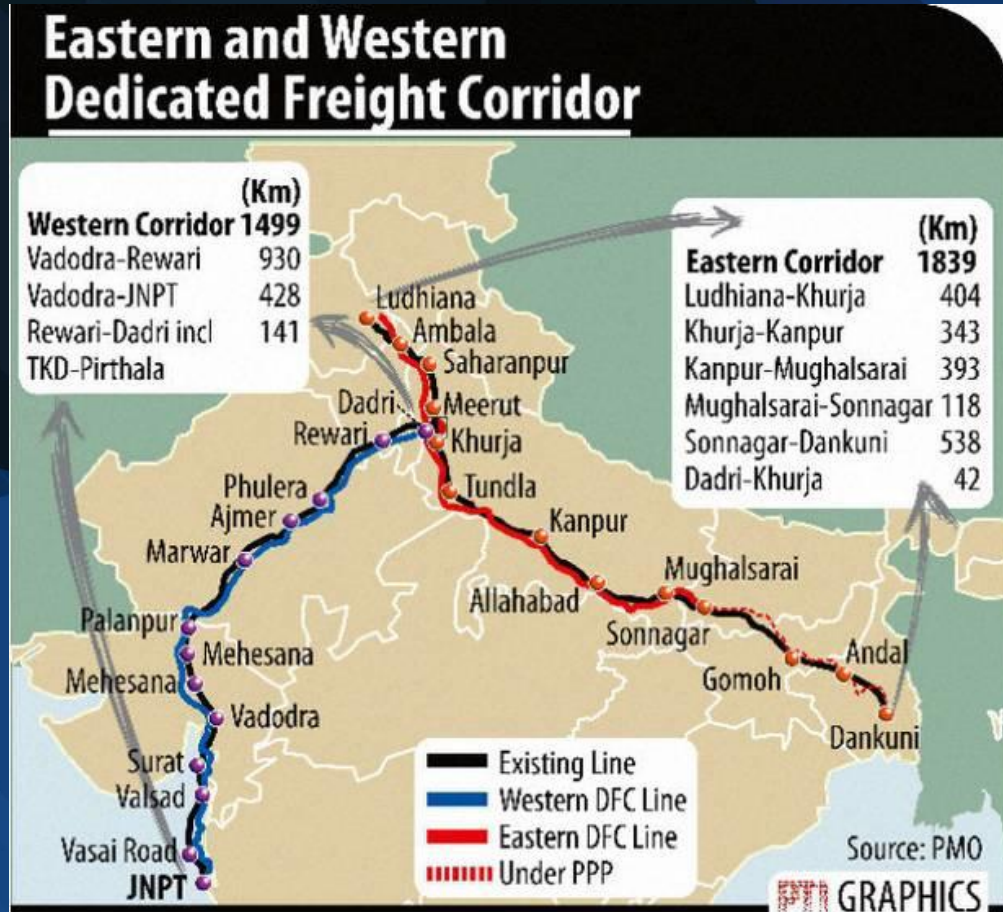 Eastern and Western
Dedicated Freight Corridor
(Km)
Western Corridor 1499
Vadodra-Rewari 930
Vadodra-JNPT 428
Rewari-Dadri incl 141
TKD-Pirthala
(Km)
Eastern Corridor 1839
Ludhiana-Khurja 404
Khurja-Kanpur 343
Kanpur-Mughalsarai 393
Mughalsarai-Sonnagar 118
Sonnagar-Dankuni 538
Dadri-Khurja 42
Ludhiana
Ambala
Saharanpur
Dadri
Meerut
Rewari
Khurja
Phulera
Tundla
Ajmer
Kanpur
Marwar
Mughalsarai
Allahabad
Palanpur
Sonnagar
Mehesana
Andal
Mehesana
Gomoh
Vadodra
Dankuni
Surat
Valsad
Vasai Road
JNPT
Existing Line
Western DFC Line
Eastern DFC Line
Under PPP
Source: PMO
PTI GRAPHICS